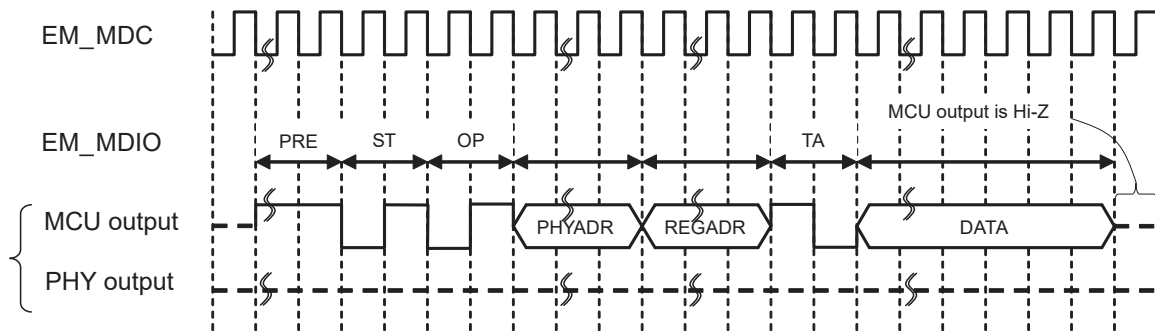 EM_MDC
MCU output is Hi-Z
EM_MDIO
PRE
ST
OP
TA
MCU output
PHYADR
REGADR
DATA
PHY output